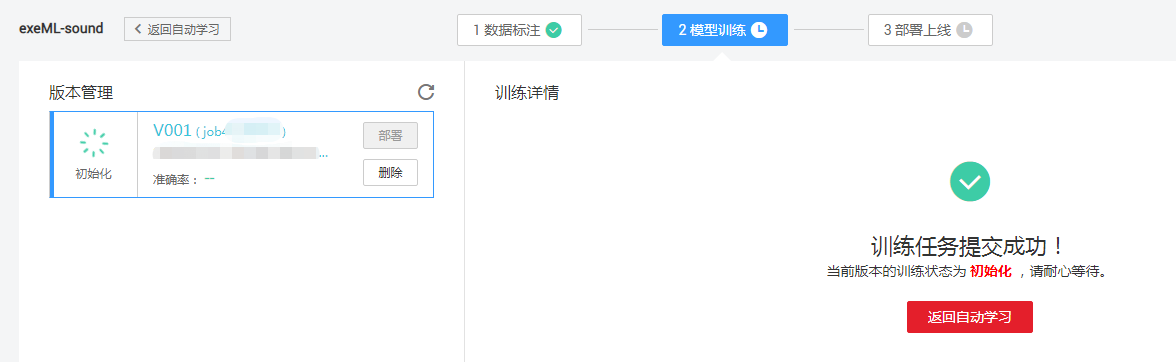 exeML-sound
返回自动学习
1 数据标注
2 模型训练
3 部署上线
版本管理
初始化
V001 (job4
部署
...
准确率： --
删除
训练详情
训练任务提交成功！
当前版本的训练状态为 初始化 ，请耐心等待。
返回自动学习